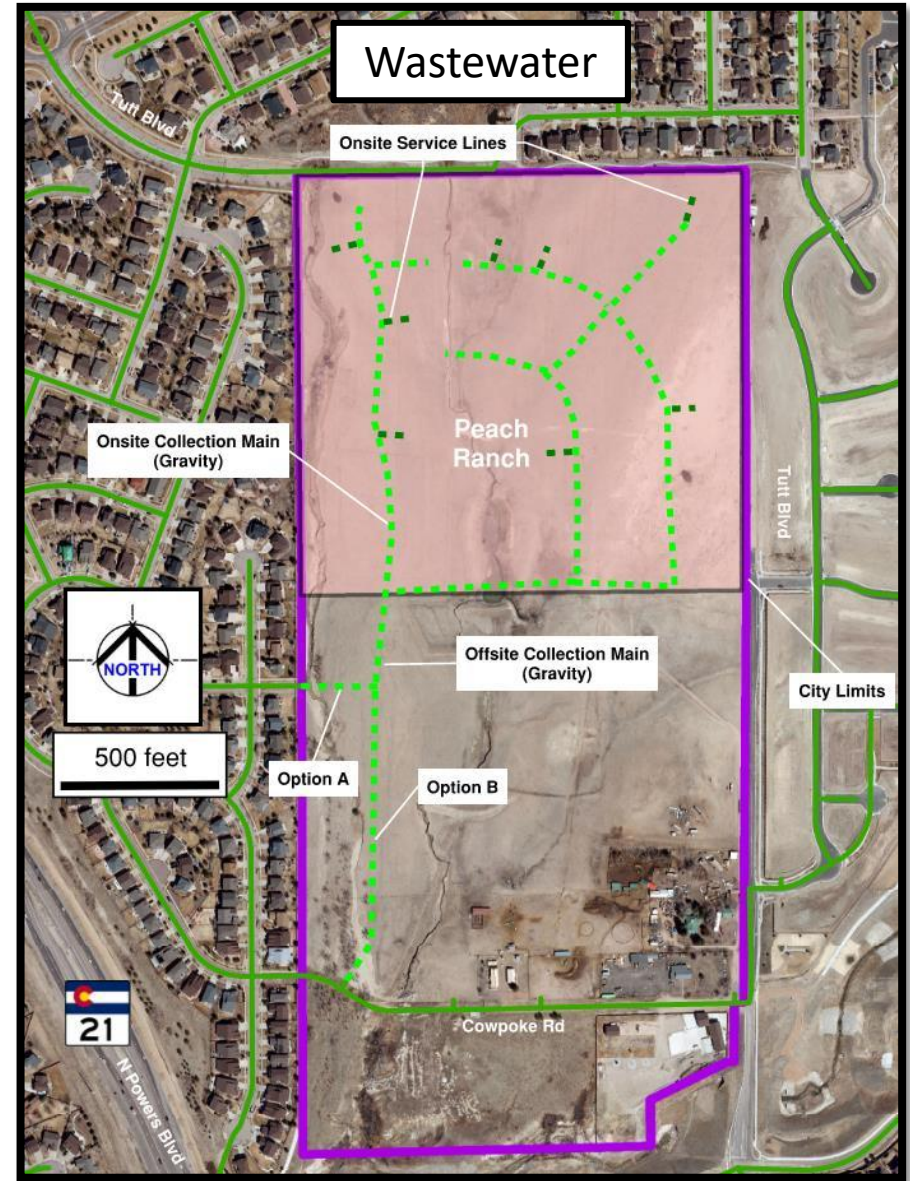 Wastewater
Tutt Blvd
Onsite Service Lines
Onsite Collection Main
(Gravity)
Peach
Ranch
Tutt Blvd
NORTH
Offsite Collection Main
(Gravity)
City Limits
500 feet
Option A
Option B
21
Cowpoke Rd
N Powers Blvd